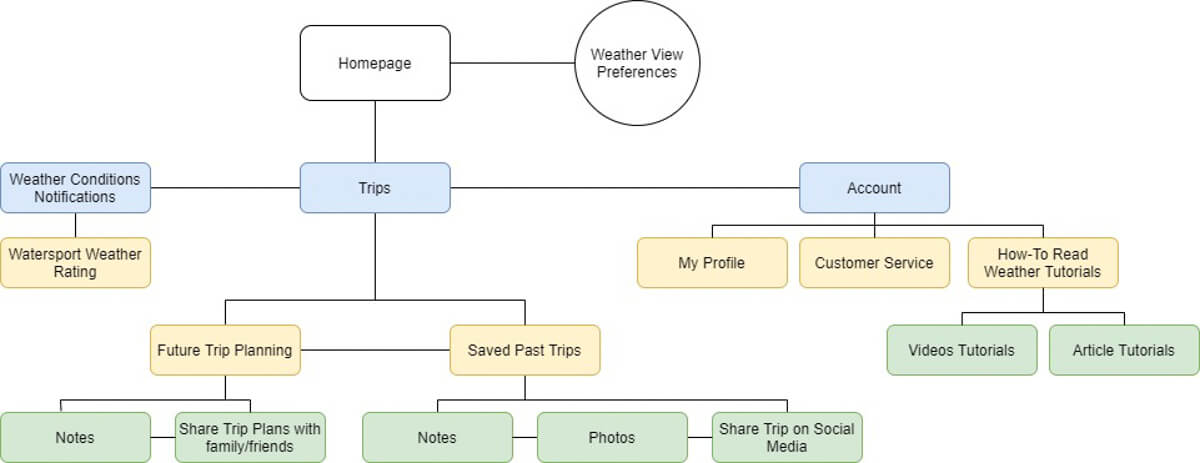 Homepage
Weather View
Preferences
Weather Conditions
Notifications
Trips
Account
Watersport Weather
Rating
My Profile
Customer Service
How-To Read
Weather Tutorials
Future Trip Planning
Saved Past Trips
Videos Tutorials
Article Tutorials
Notes
Share Trip Plans with
family/friends
Notes
Photos
Share Trip on Social
Media